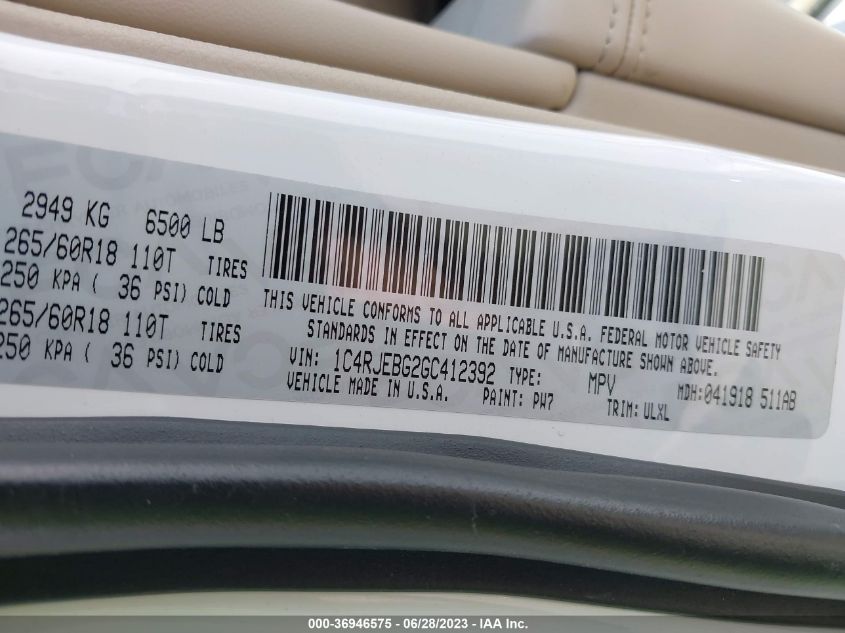 2949 KG 6500 LB
265/60R18 110T TIRES
250 KPA ( 36 PSI) COLD
265/60R18 110T TIRES
250 KPA ( 36 PSI) COLD
THIS VEHICLE CONFORMS TO ALL APPLICABLE U.S.A. FEDERAL MOTOR VEHICLE SAFETY
STANDARDS IN EFFECT ON THE DATE OF MANUFACTURE SHOWN ABOVE.
VIN: 1C4RJEBG2GC412392 TYPE: MPV MDH:041918 511AB
VEHICLE MADE IN U.S.A. PAINT: PW7 TRIM: ULXL
000-36946575 - 06/28/2023 - IAA Inc.